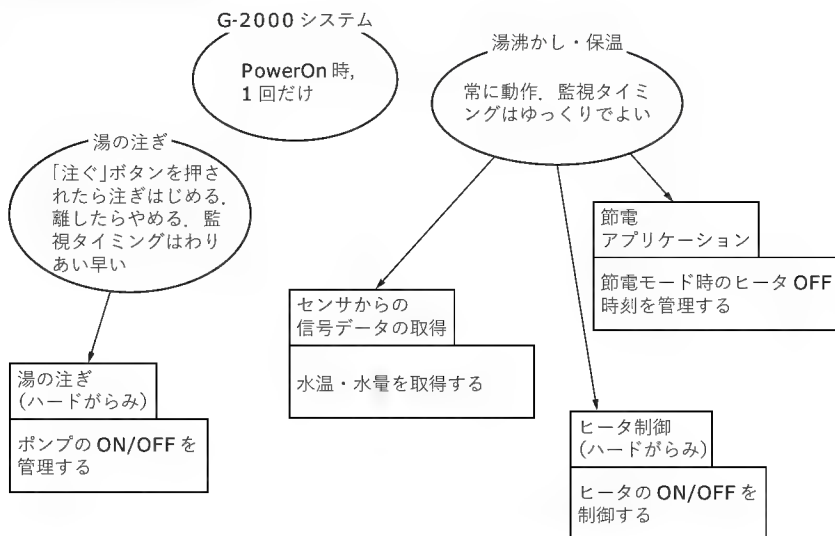 G-2000 システム
PowerOn 時，
1 回だけ
湯沸かし・保温
常に動作．監視タイミ
ングはゆっくりでよい
湯の注ぎ
「注ぐ」ボタンを押さ
れたら注ぎはじめる．
離したらやめる．監
視タイミングはわり
あい早い
節電
アプリケーション
節電モード時のヒータ OFF
時刻を管理する
センサからの
信号データの取得
水温・水量を取得する
湯の注ぎ
(ハードがらみ)
ポンプの ON/OFF を
管理する
ヒータ制御
(ハードがらみ)
ヒータの ON/OFF を
制御する